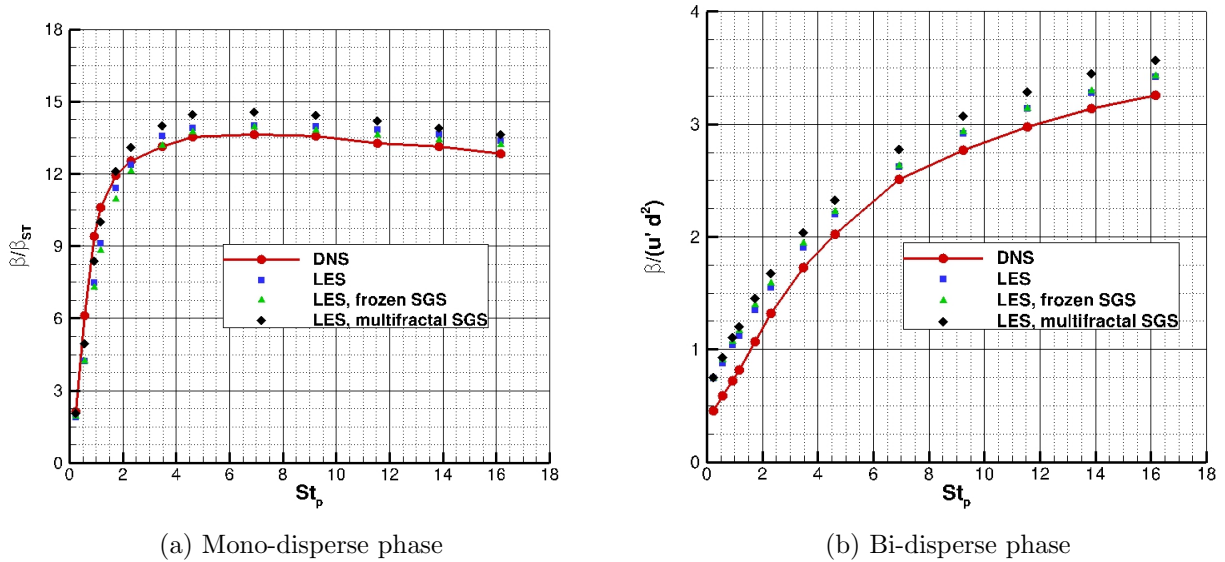 18
15
12
9
6
3
0
β/β_ST
0 2 4 6 8 10 12 14 16 18
St_p
DNS
LES
LES, frozen SGS
LES, multifractal SGS
(a) Mono-disperse phase
4
3
2
1
0
β/(u' d²)
0 2 4 6 8 10 12 14 16 18
St_p
DNS
LES
LES, frozen SGS
LES, multifractal SGS
(b) Bi-disperse phase